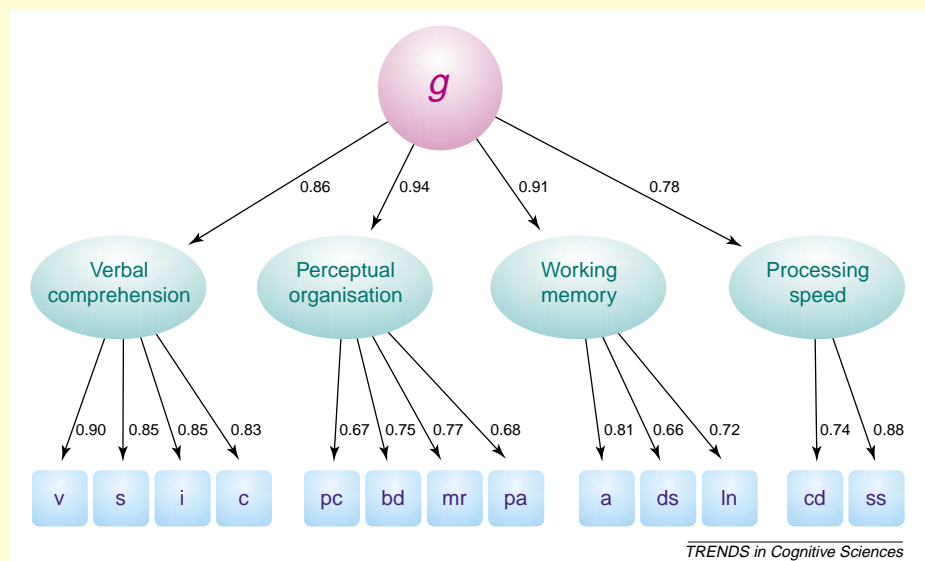 g
0.86
0.94
0.91
0.78
Verbal
comprehension
Perceptual
organisation
Working
memory
Processing
speed
0.90
0.85
0.85
0.83
0.67
0.75
0.77
0.68
0.81
0.66
0.72
0.74
0.88
v
s
i
c
pc
bd
mr
pa
a
ds
ln
cd
ss
TRENDS in Cognitive Sciences